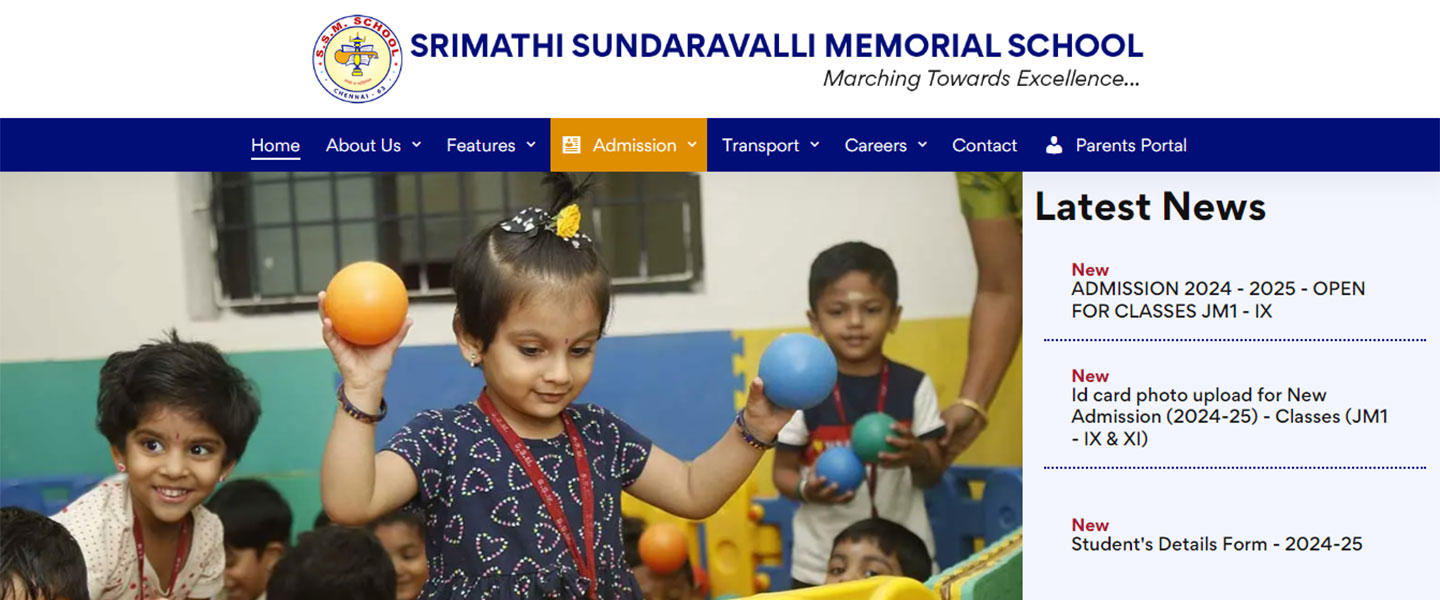 S.S.M. SCHOOL
CHENNAI - 63
SRIMATHI SUNDARAVALLI MEMORIAL SCHOOL
Marching Towards Excellence...
Home About Us Features Admission Transport Careers Contact Parents Portal
Latest News
New
ADMISSION 2024 - 2025 - OPEN
FOR CLASSES JM1 - IX
New
Id card photo upload for New
Admission (2024-25) - Classes (JM1
- IX & XI)
New
Student's Details Form - 2024-25